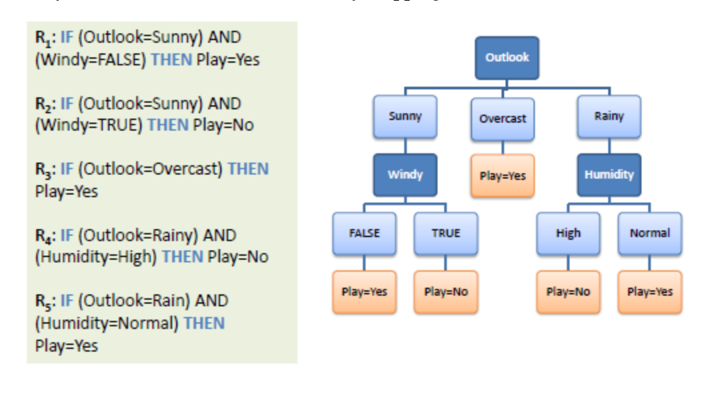 R₁: IF (Outlook=Sunny) AND
(Windy=FALSE) THEN Play=Yes
R₂: IF (Outlook=Sunny) AND
(Windy=TRUE) THEN Play=No
R₃: IF (Outlook=Overcast) THEN
Play=Yes
R₄: IF (Outlook=Rainy) AND
(Humidity=High) THEN Play=No
R₅: IF (Outlook=Rain) AND
(Humidity=Normal) THEN
Play=Yes
Outlook
Sunny
Overcast
Rainy
Windy
Play=Yes
Humidity
FALSE
TRUE
High
Normal
Play=Yes
Play=No
Play=No
Play=Yes